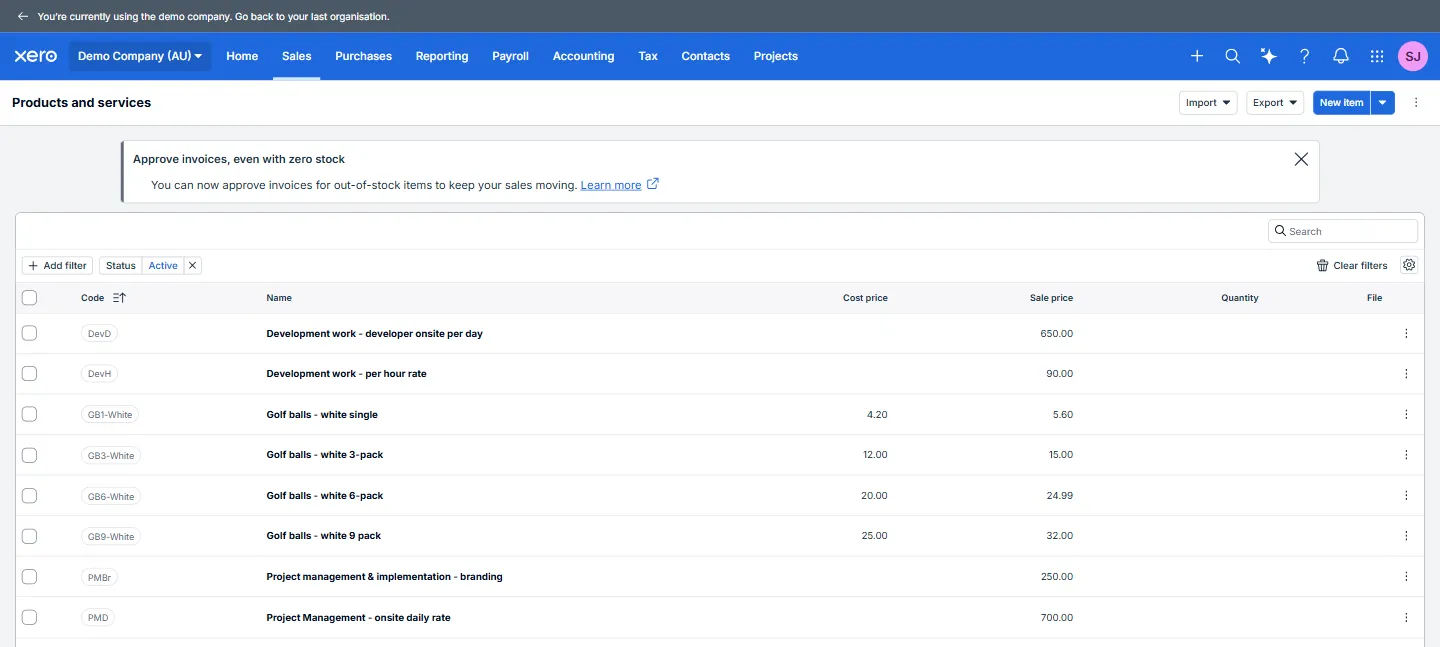 You're currently using the demo company. Go back to your last organisation.
xero Demo Company (AU) Home Sales Purchases Reporting Payroll Accounting Tax Contacts Projects SJ
Products and services Import Export New item
Approve invoices, even with zero stock
You can now approve invoices for out-of-stock items to keep your sales moving. Learn more
Search
Add filter Status Active Clear filters
Code Name Cost price Sale price Quantity File
DevD Development work - developer onsite per day 650.00
DevH Development work - per hour rate 90.00
GB1-White Golf balls - white single 4.20 5.60
GB3-White Golf balls - white 3-pack 12.00 15.00
GB6-White Golf balls - white 6-pack 20.00 24.99
GB9-White Golf balls - white 9 pack 25.00 32.00
PMBr Project management & implementation - branding 250.00
PMD Project Management - onsite daily rate 700.00